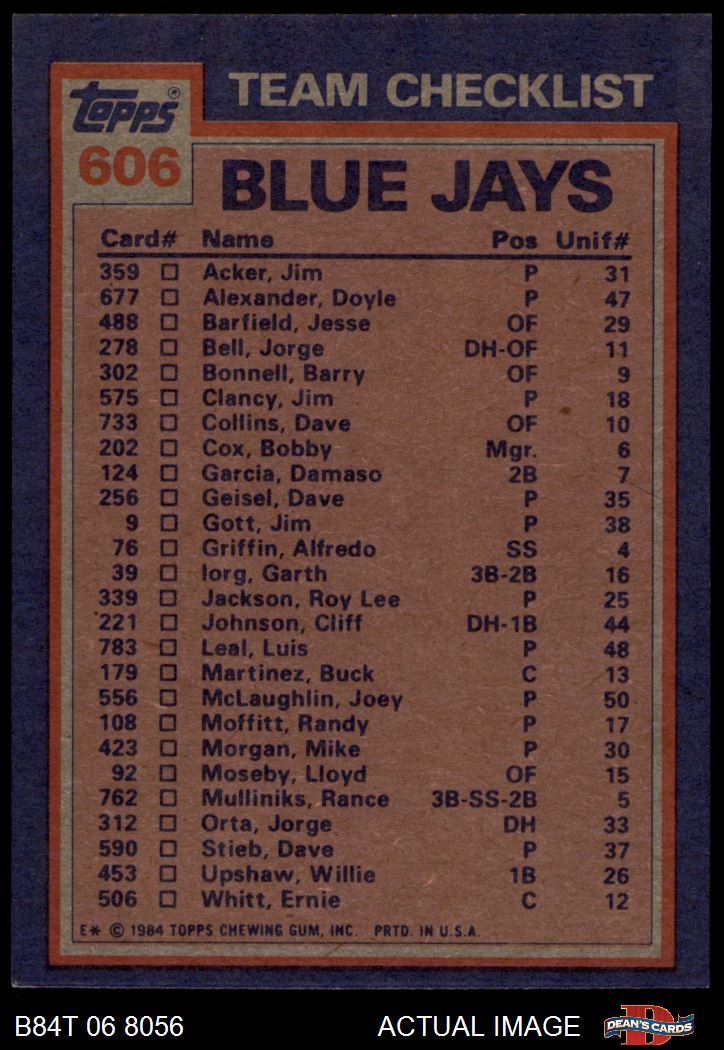 topps®
TEAM CHECKLIST
606
BLUE JAYS
Card# Name Pos Unif#
359 Acker, Jim P 31
677 Alexander, Doyle P 47
488 Barfield, Jesse OF 29
278 Bell, Jorge DH-OF 11
302 Bonnell, Barry OF 9
575 Clancy, Jim P 18
733 Collins, Dave OF 10
202 Cox, Bobby Mgr. 6
124 Garcia, Damaso 2B 7
256 Geisel, Dave P 35
9 Gott, Jim P 38
76 Griffin, Alfredo SS 4
39 Iorg, Garth 3B-2B 16
339 Jackson, Roy Lee P 25
221 Johnson, Cliff DH-1B 44
783 Leal, Luis P 48
179 Martinez, Buck C 13
556 McLaughlin, Joey P 50
108 Moffitt, Randy P 17
423 Morgan, Mike P 30
92 Moseby, Lloyd OF 15
762 Mulliniks, Rance 3B-SS-2B 5
312 Orta, Jorge DH 33
590 Stieb, Dave P 37
453 Upshaw, Willie 1B 26
506 Whitt, Ernie C 12
E* © 1984 TOPPS CHEWING GUM, INC. PRTD. IN U.S.A.
B84T 06 8056 ACTUAL IMAGE D DEAN'S CARDS